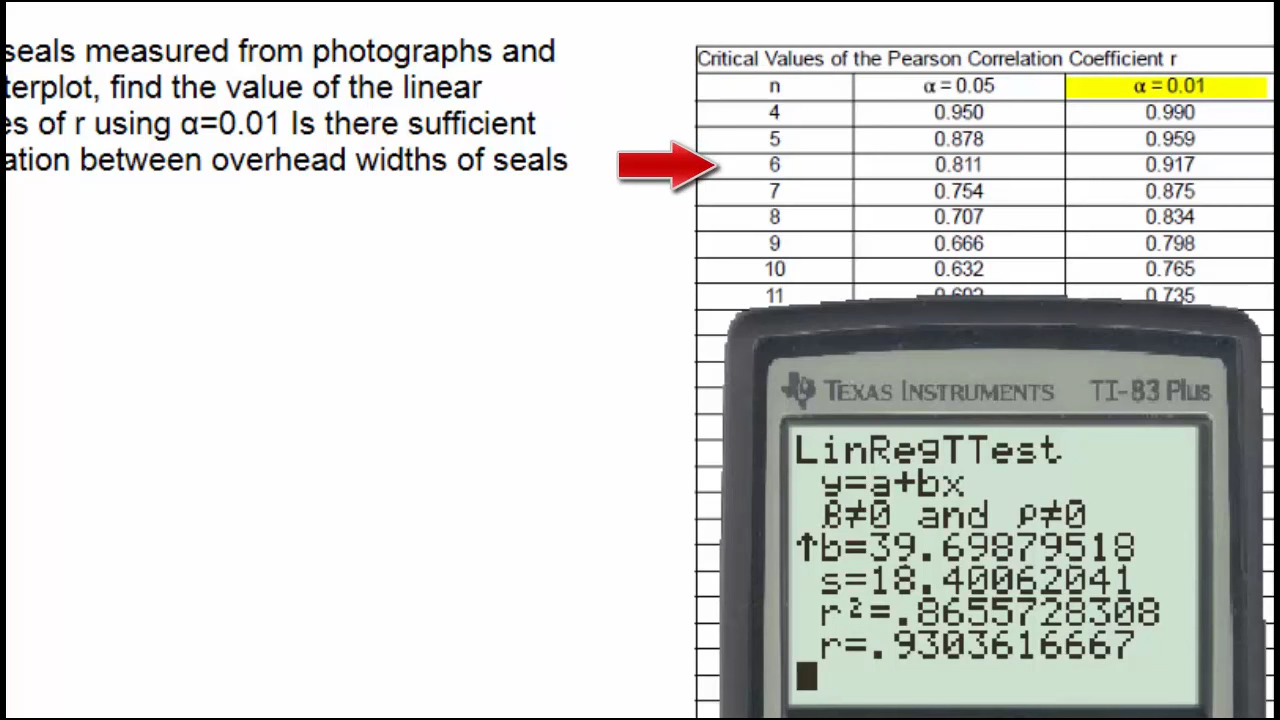 seals measured from photographs and
terplot, find the value of the linear
es of r using α=0.01 Is there sufficient
ation between overhead widths of seals
Critical Values of the Pearson Correlation Coefficient r
n α = 0.05 α = 0.01
4 0.950 0.990
5 0.878 0.959
6 0.811 0.917
7 0.754 0.875
8 0.707 0.834
9 0.666 0.798
10 0.632 0.765
11 0.735
TEXAS INSTRUMENTS TI-83 Plus
LinRegTTest
y=a+bx
β≠0 and ρ≠0
↑b=39.69879518
s=18.40062041
r²=.8655728308
r=.9303616667